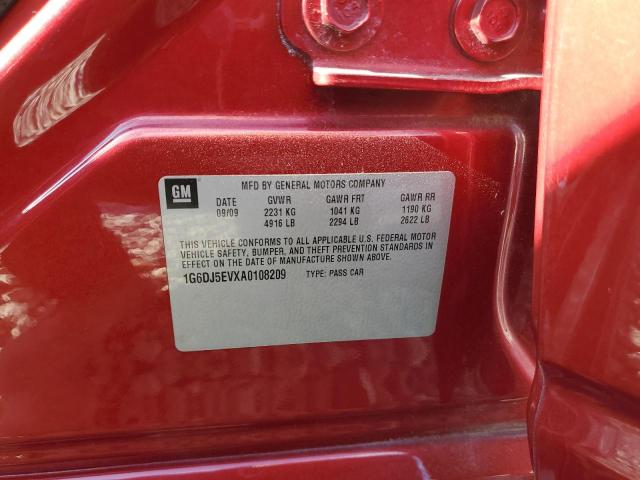 GM
MFD BY GENERAL MOTORS COMPANY
DATE GVWR GAWR FRT GAWR RR
09/09 2231 KG 1041 KG 1190 KG
4916 LB 2294 LB 2622 LB
THIS VEHICLE CONFORMS TO ALL APPLICABLE U.S. FEDERAL MOTOR
VEHICLE SAFETY, BUMPER, AND THEFT PREVENTION STANDARDS IN
EFFECT ON THE DATE OF MANUFACTURE SHOWN ABOVE.
1G6DJ5EVXA0108209 TYPE: PASS CAR